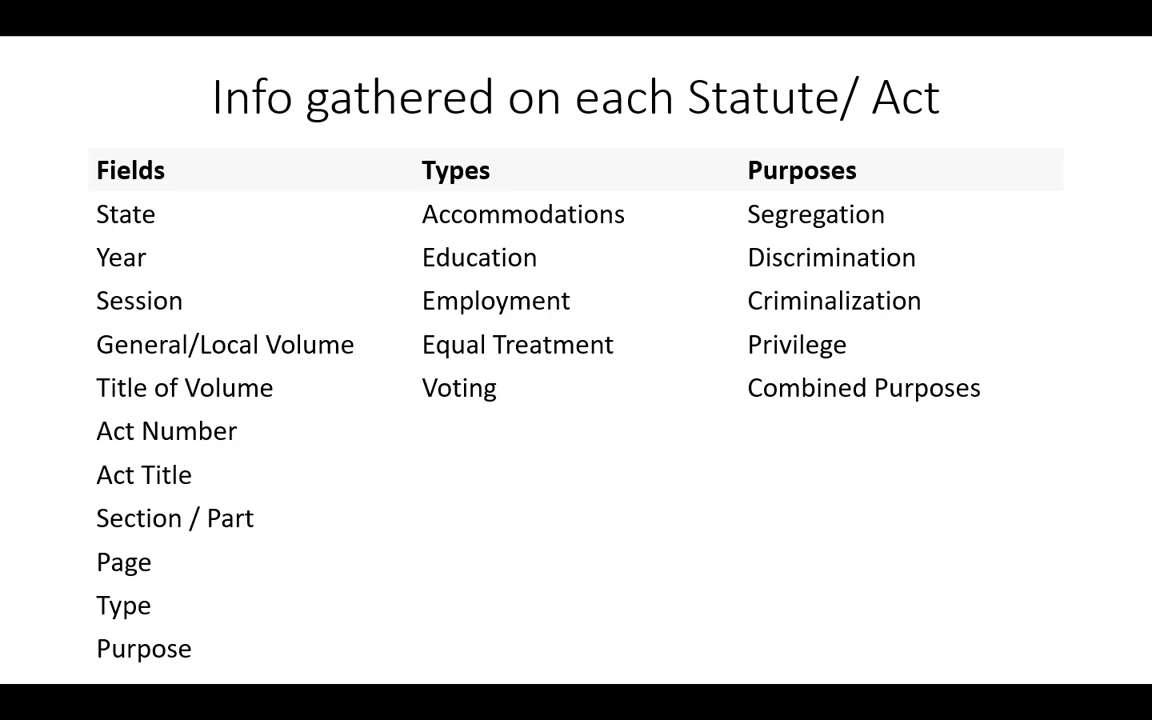 Info gathered on each Statute/ Act
Fields Types Purposes
State Accommodations Segregation
Year Education Discrimination
Session Employment Criminalization
General/Local Volume Equal Treatment Privilege
Title of Volume Voting Combined Purposes
Act Number
Act Title
Section / Part
Page
Type
Purpose